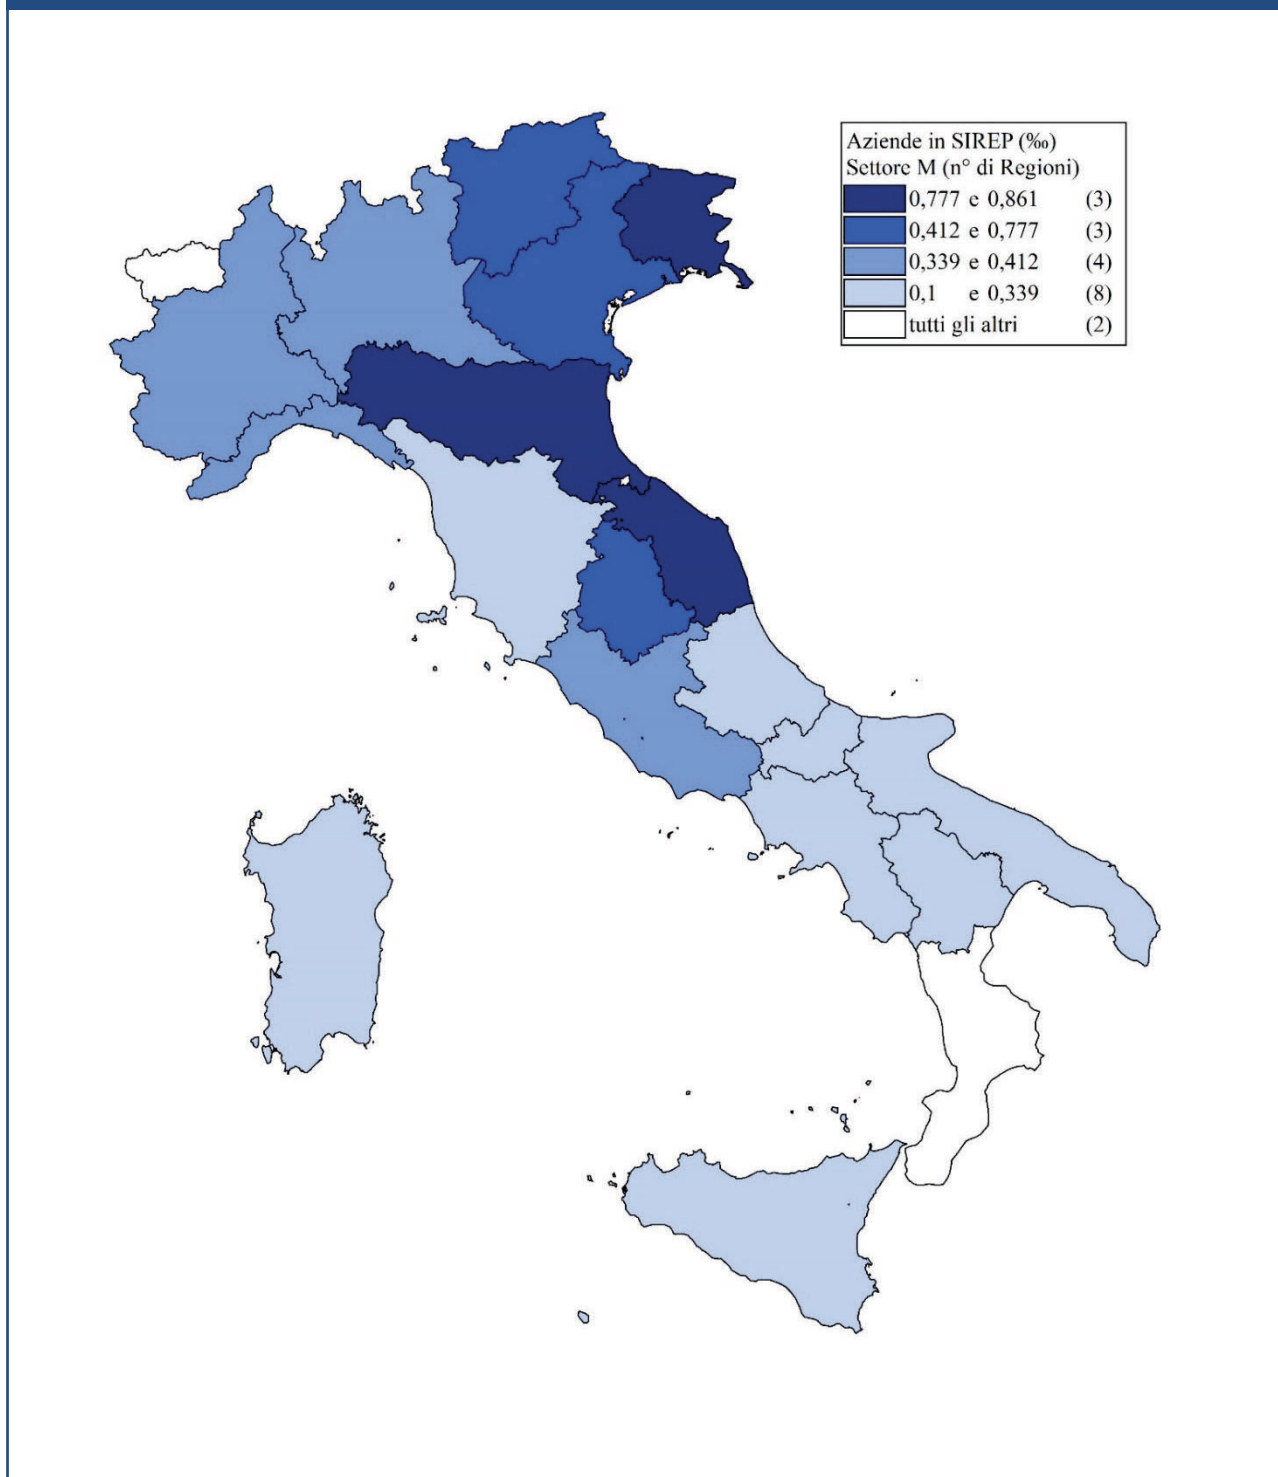 Aziende in SIREP (‰)
Settore M (n° di Regioni)
0,777 e 0,861 (3)
0,412 e 0,777 (3)
0,339 e 0,412 (4)
0,1 e 0,339 (8)
tutti gli altri (2)